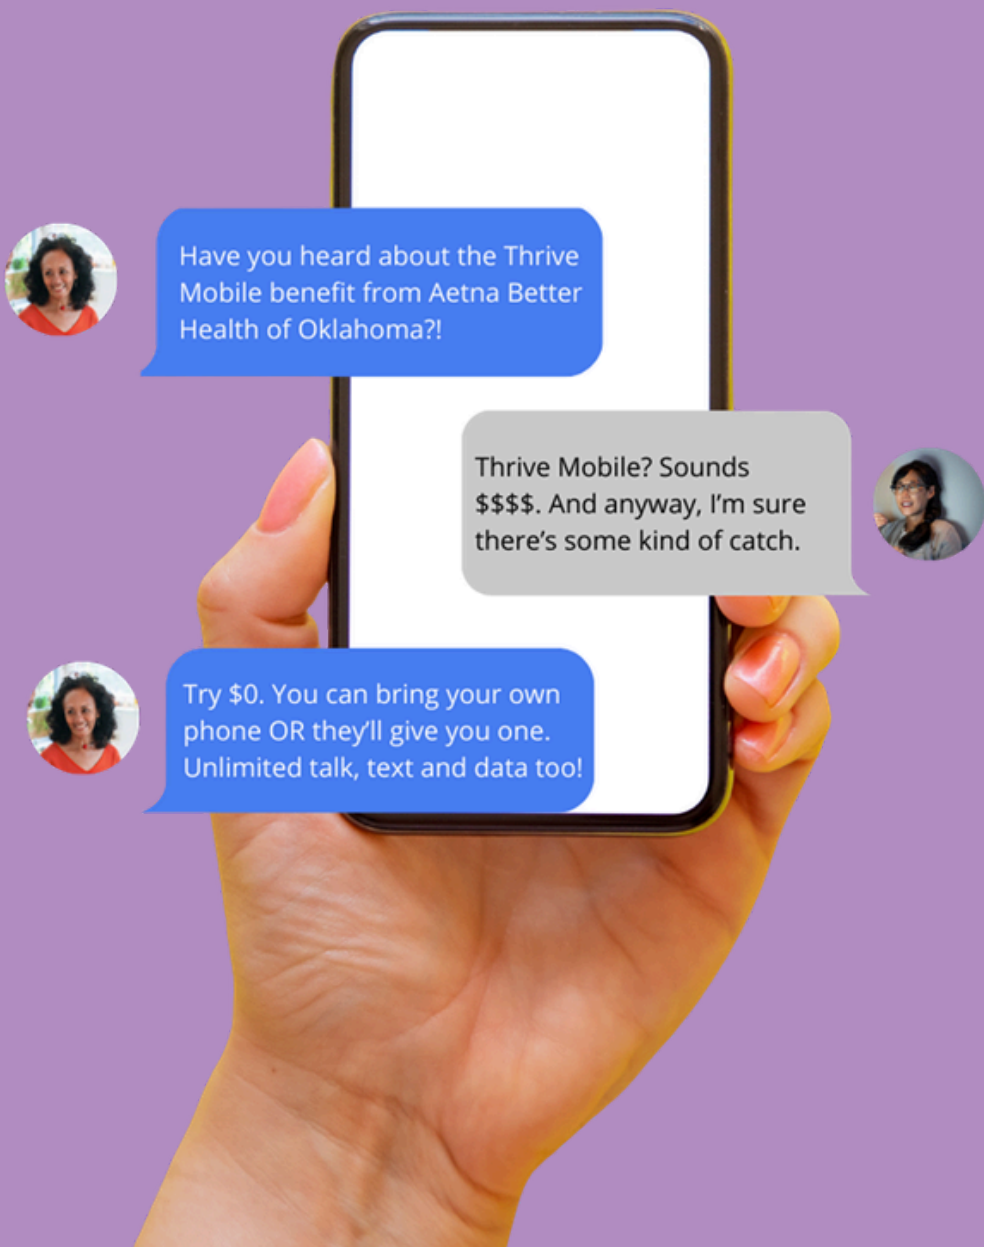 Have you heard about the Thrive
Mobile benefit from Aetna Better
Health of Oklahoma?!
Thrive Mobile? Sounds
$$$$. And anyway, I’m sure
there’s some kind of catch.
Try $0. You can bring your own
phone OR they’ll give you one.
Unlimited talk, text and data too!